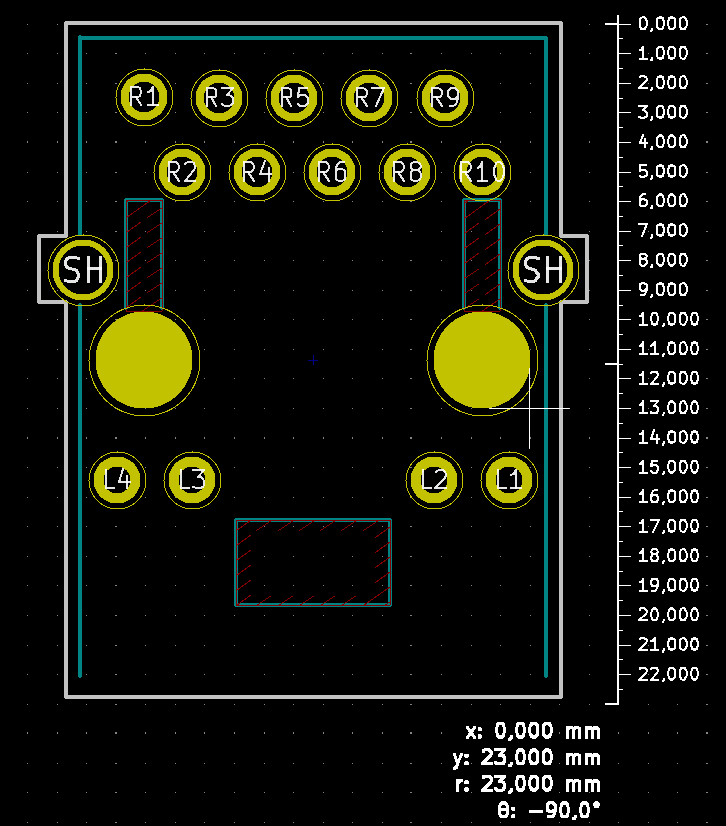 R1 R3 R5 R7 R9
R2 R4 R6 R8 R10
SH SH
L4 L3 L2 L1
0,000
1,000
2,000
3,000
4,000
5,000
6,000
7,000
8,000
9,000
10,000
11,000
12,000
13,000
14,000
15,000
16,000
17,000
18,000
19,000
20,000
21,000
22,000
x: 0,000 mm
y: 23,000 mm
r: 23,000 mm
θ: −90,0°